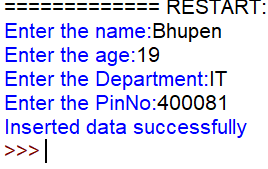 ============= RESTART:
Enter the name:Bhupen
Enter the age:19
Enter the Department:IT
Enter the PinNo:400081
Inserted data successfully
>>>